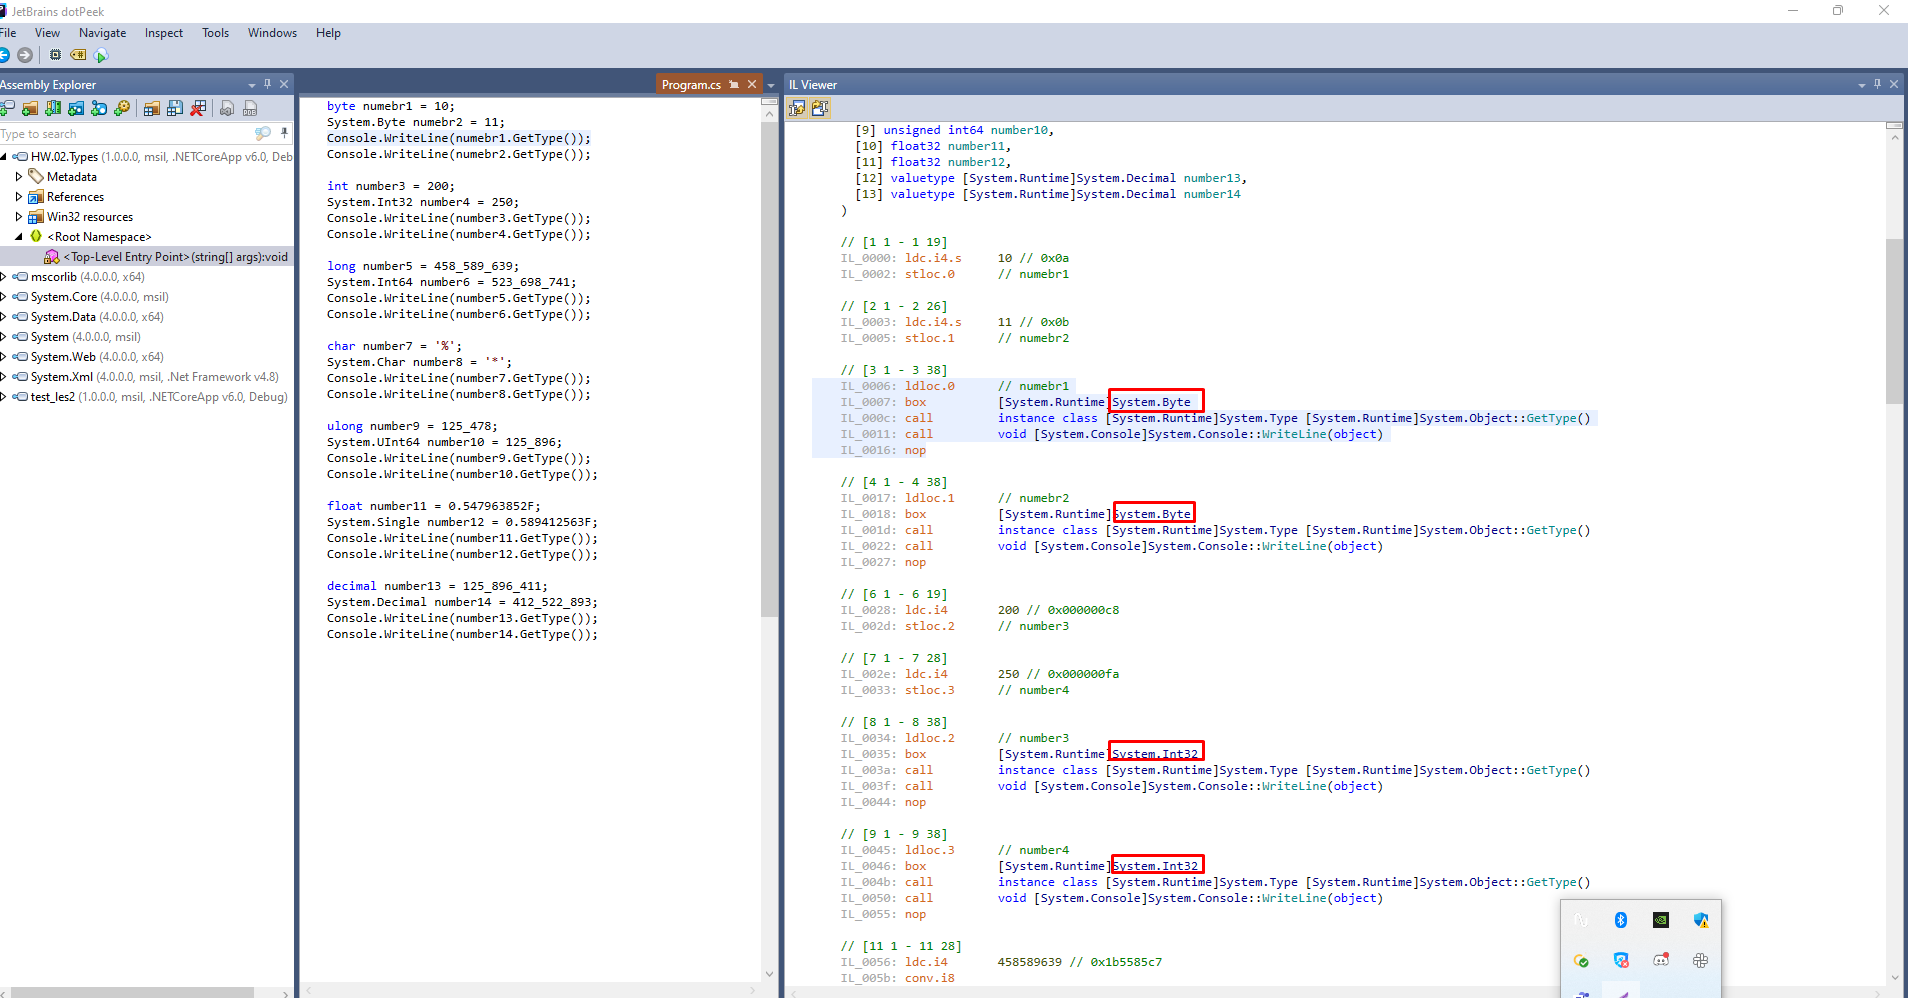 JetBrains dotPeek
File View Navigate Inspect Tools Windows Help
Assembly Explorer
Type to search
HW.02.Types (1.0.0.0, msil, .NETCoreApp v6.0, Deb
Metadata
References
Win32 resources
<Root Namespace>
<Top-Level Entry Point>(string[] args):void
mscorlib (4.0.0.0, x64)
System.Core (4.0.0.0, msil)
System.Data (4.0.0.0, x64)
System (4.0.0.0, msil)
System.Web (4.0.0.0, x64)
System.Xml (4.0.0.0, msil, .Net Framework v4.8)
test_les2 (1.0.0.0, msil, .NETCoreApp v6.0, Debug)
Program.cs
byte numebr1 = 10;
System.Byte numebr2 = 11;
Console.WriteLine(numebr1.GetType());
Console.WriteLine(numebr2.GetType());
int number3 = 200;
System.Int32 number4 = 250;
Console.WriteLine(number3.GetType());
Console.WriteLine(number4.GetType());
long number5 = 458_589_639;
System.Int64 number6 = 523_698_741;
Console.WriteLine(number5.GetType());
Console.WriteLine(number6.GetType());
char number7 = '%';
System.Char number8 = '*';
Console.WriteLine(number7.GetType());
Console.WriteLine(number8.GetType());
ulong number9 = 125_478;
System.UInt64 number10 = 125_896;
Console.WriteLine(number9.GetType());
Console.WriteLine(number10.GetType());
float number11 = 0.547963852F;
System.Single number12 = 0.589412563F;
Console.WriteLine(number11.GetType());
Console.WriteLine(number12.GetType());
decimal number13 = 125_896_411;
System.Decimal number14 = 412_522_893;
Console.WriteLine(number13.GetType());
Console.WriteLine(number14.GetType());
IL Viewer
[9] unsigned int64 number10,
[10] float32 number11,
[11] float32 number12,
[12] valuetype [System.Runtime]System.Decimal number13,
[13] valuetype [System.Runtime]System.Decimal number14
)
// [1 1 - 1 19]
IL_0000: ldc.i4.s 10 // 0x0a
IL_0002: stloc.0 // numebr1
// [2 1 - 2 26]
IL_0003: ldc.i4.s 11 // 0x0b
IL_0005: stloc.1 // numebr2
// [3 1 - 3 38]
IL_0006: ldloc.0 // numebr1
IL_0007: box [System.Runtime]System.Byte
IL_000c: call instance class [System.Runtime]System.Type [System.Runtime]System.Object::GetType()
IL_0011: call void [System.Console]System.Console::WriteLine(object)
IL_0016: nop
// [4 1 - 4 38]
IL_0017: ldloc.1 // numebr2
IL_0018: box [System.Runtime]System.Byte
IL_001d: call instance class [System.Runtime]System.Type [System.Runtime]System.Object::GetType()
IL_0022: call void [System.Console]System.Console::WriteLine(object)
IL_0027: nop
// [6 1 - 6 19]
IL_0028: ldc.i4 200 // 0x000000c8
IL_002d: stloc.2 // number3
// [7 1 - 7 28]
IL_002e: ldc.i4 250 // 0x000000fa
IL_0033: stloc.3 // number4
// [8 1 - 8 38]
IL_0034: ldloc.2 // number3
IL_0035: box [System.Runtime]System.Int32
IL_003a: call instance class [System.Runtime]System.Type [System.Runtime]System.Object::GetType()
IL_003f: call void [System.Console]System.Console::WriteLine(object)
IL_0044: nop
// [9 1 - 9 38]
IL_0045: ldloc.3 // number4
IL_0046: box [System.Runtime]System.Int32
IL_004b: call instance class [System.Runtime]System.Type [System.Runtime]System.Object::GetType()
IL_0050: call void [System.Console]System.Console::WriteLine(object)
IL_0055: nop
// [11 1 - 11 28]
IL_0056: ldc.i4 458589639 // 0x1b5585c7
IL_005b: conv.i8